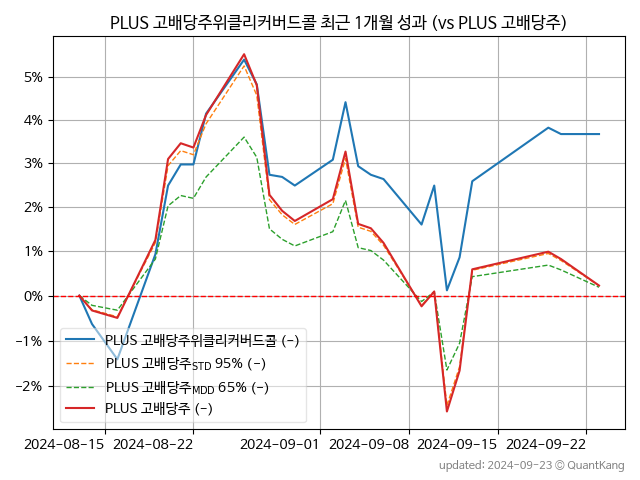 PLUS 고배당주위클리커버드콜 최근 1개월 성과 (vs PLUS 고배당주)
5%
4%
3%
2%
1%
0%
−1%
−2%
PLUS 고배당주위클리커버드콜 (-)
PLUS 고배당주STD 95% (-)
PLUS 고배당주MDD 65% (-)
PLUS 고배당주 (-)
2024-08-15 2024-08-22 2024-09-01 2024-09-08 2024-09-15 2024-09-22
updated: 2024-09-23 © QuantKang